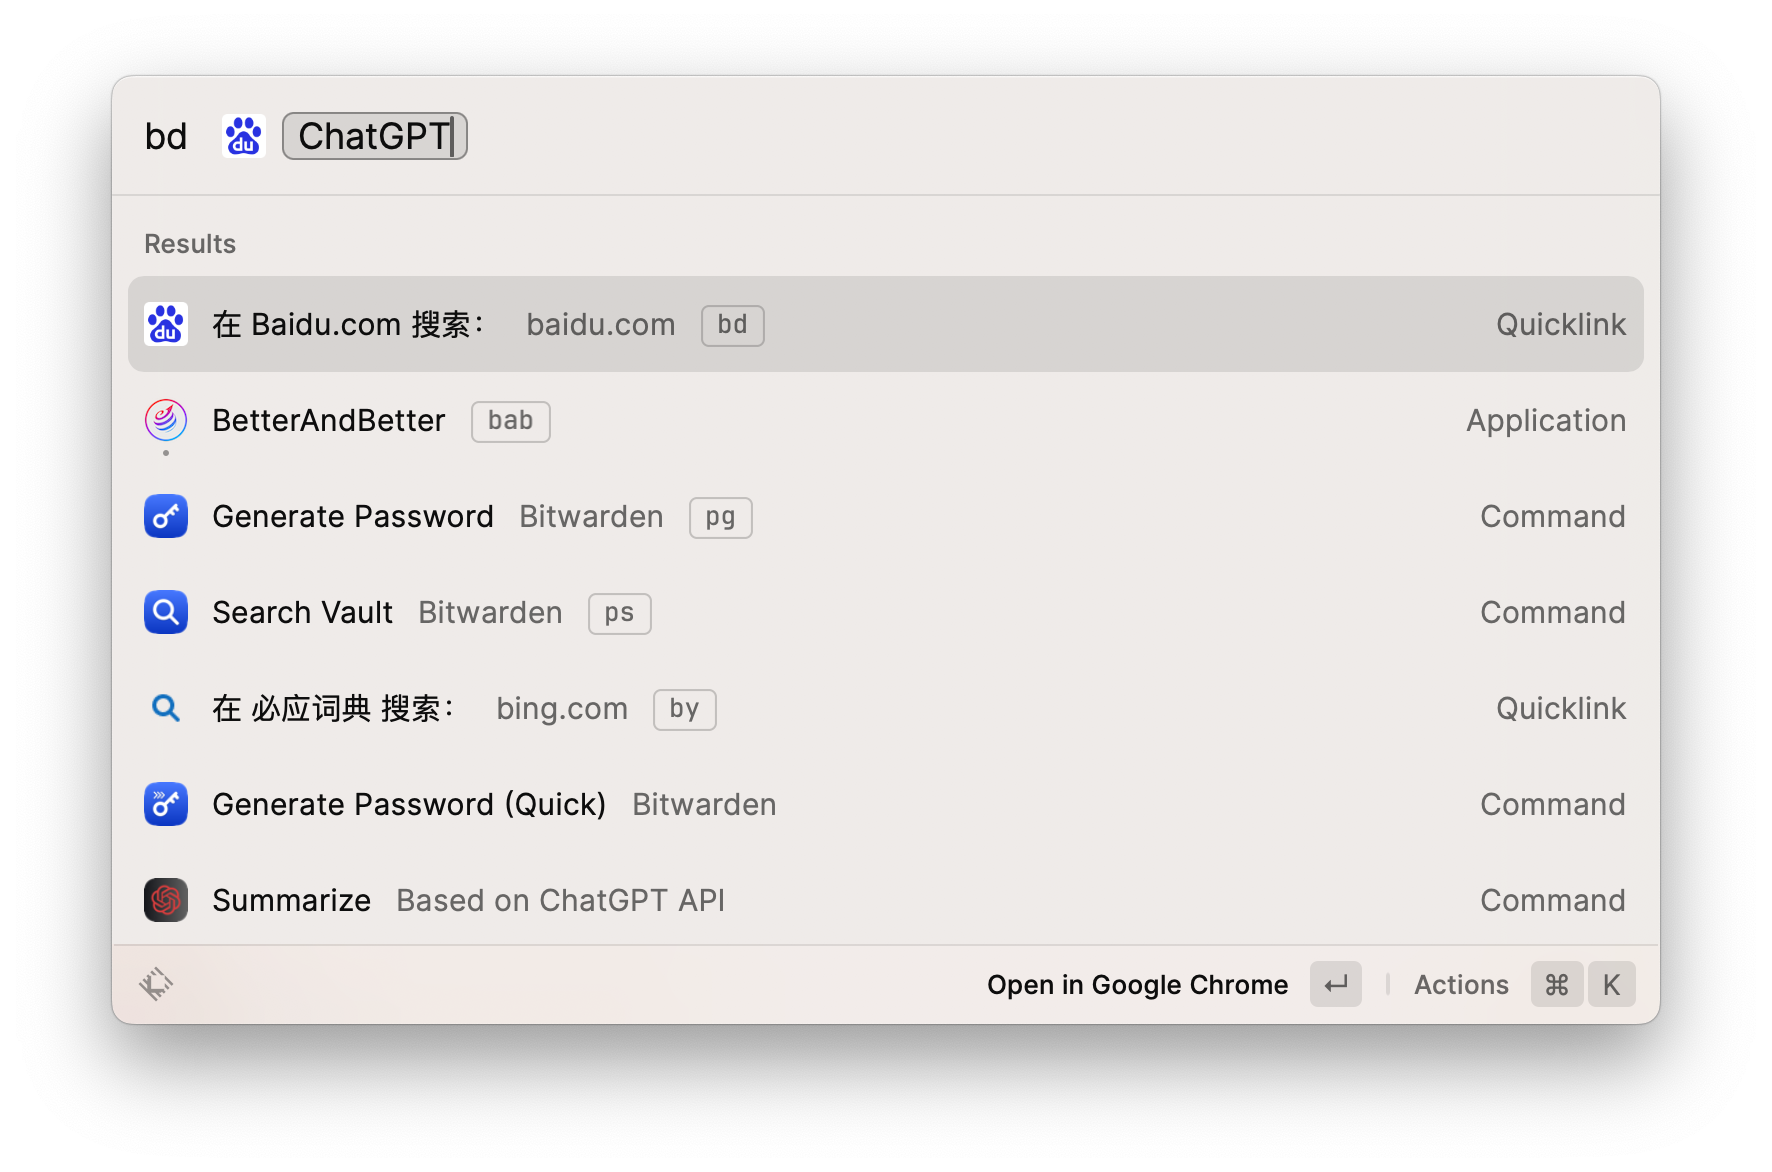 bd du ChatGPT
Results
du 在 Baidu.com 搜索： baidu.com bd Quicklink
BetterAndBetter bab Application
Generate Password Bitwarden pg Command
Search Vault Bitwarden ps Command
在 必应词典 搜索： bing.com by Quicklink
Generate Password (Quick) Bitwarden Command
Summarize Based on ChatGPT API Command
Open in Google Chrome ↵ Actions ⌘ K